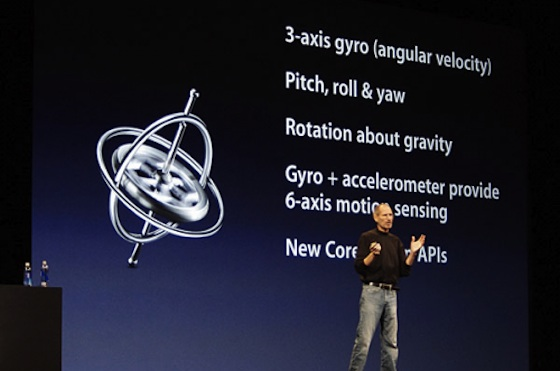 3-axis gyro (angular velocity)
Pitch, roll & yaw
Rotation about gravity
Gyro + accelerometer provide
6-axis motion sensing
New Core APIs